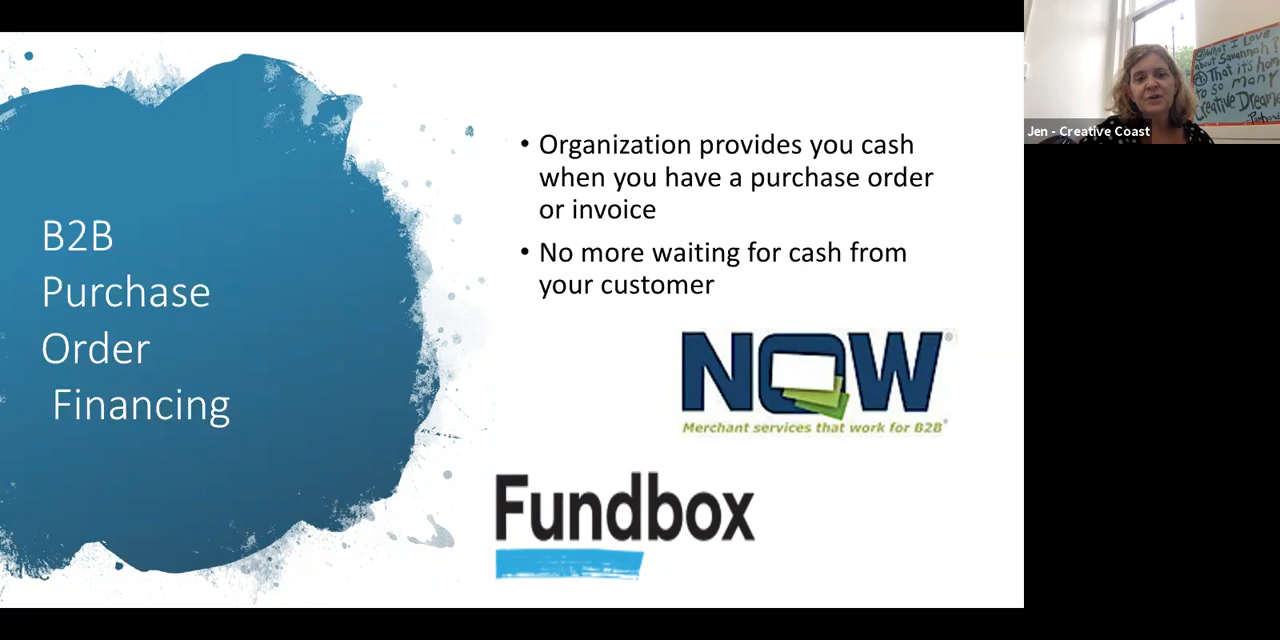 B2B
Purchase
Order
Financing
• Organization provides you cash
when you have a purchase order
or invoice
• No more waiting for cash from
your customer
NOW
Merchant services that work for B2B
Fundbox
Jen - Creative Coast
What I Love
about Savannah?
That it's hom
to so many
Creative Dream